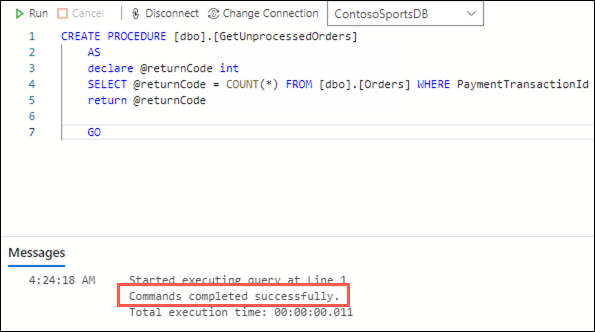 Run Cancel Disconnect Change Connection ContosoSportsDB
1 CREATE PROCEDURE [dbo].[GetUnprocessedOrders]
2 AS
3 declare @returnCode int
4 SELECT @returnCode = COUNT(*) FROM [dbo].[Orders] WHERE PaymentTransactionId
5 return @returnCode
6
7 GO
Messages
4:24:18 AM Started executing query at Line 1
Commands completed successfully.
Total execution time: 00:00:00.011